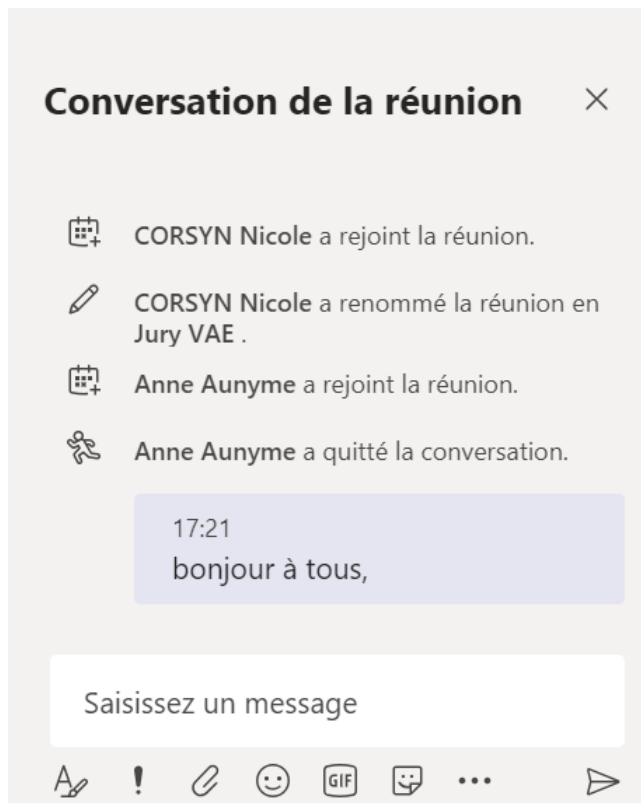 Conversation de la réunion
CORSYN Nicole a rejoint la réunion.
CORSYN Nicole a renommé la réunion en
Jury VAE .
Anne Aunyme a rejoint la réunion.
Anne Aunyme a quitté la conversation.
17:21
bonjour à tous,
Saisissez un message
GIF